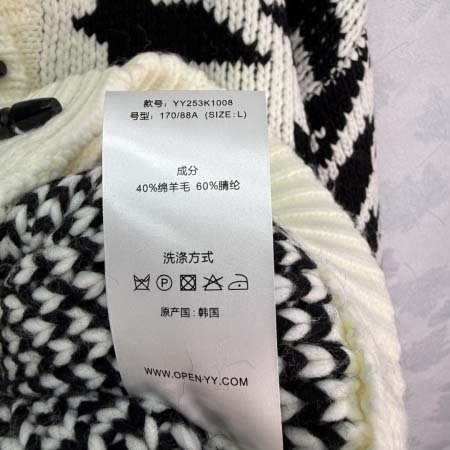 款号: YY253K1008
号型: 170/88A (SIZE: L)
成分
40%绵羊毛 60%腈纶
洗涤方式
原产国: 韩国
WWW.OPEN-YY.COM